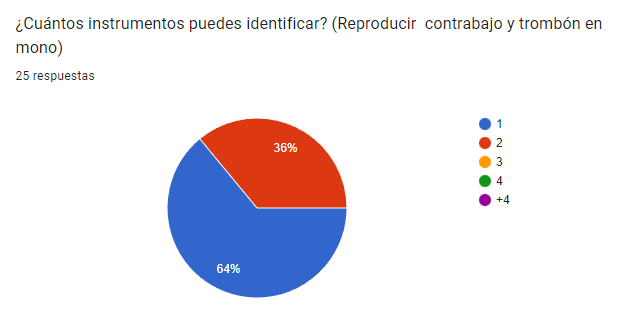 ¿Cuántos instrumentos puedes identificar? (Reproducir  contrabajo y trombón en
mono)
25 respuestas
36%
64%
1
2
3
4
+4